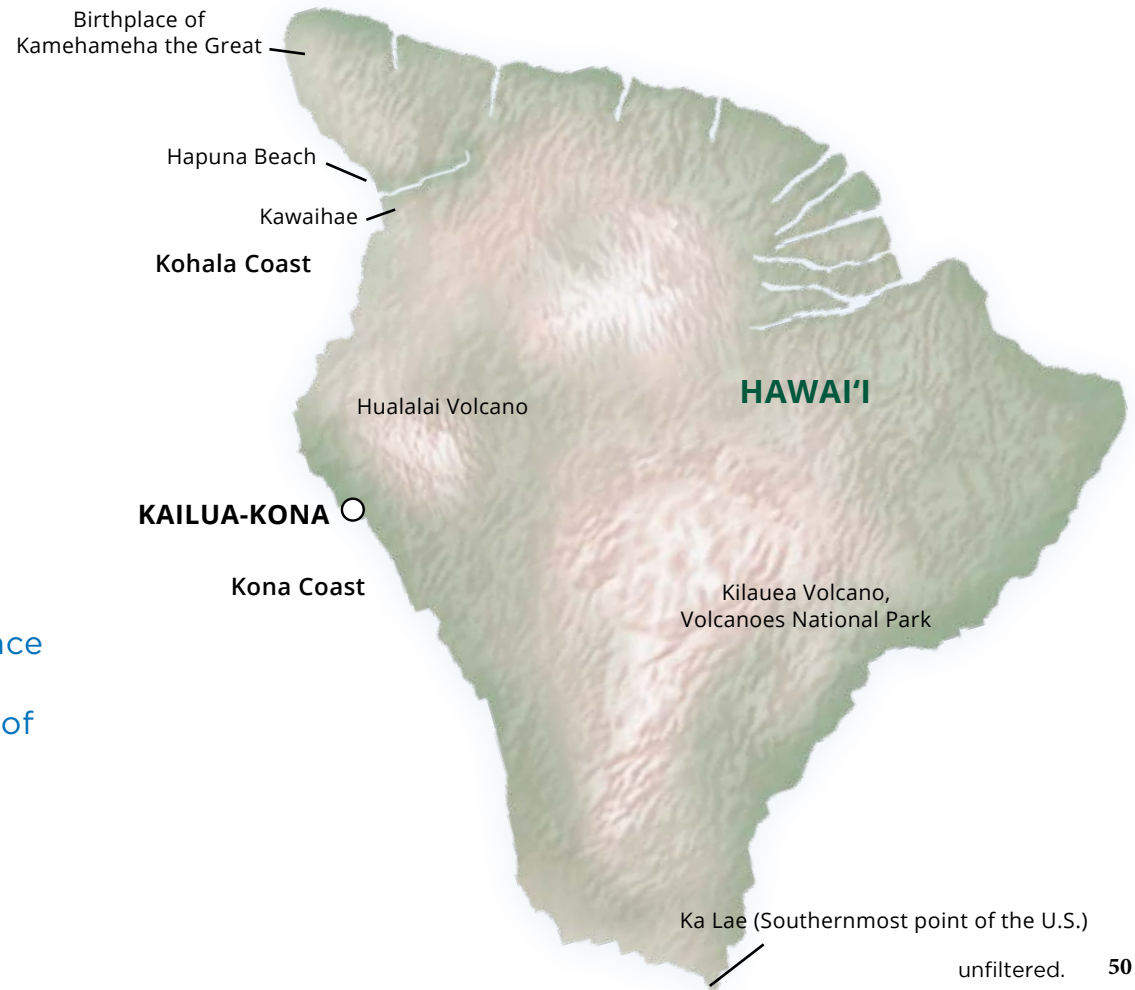 Birthplace of
Kamehameha the Great
Hapuna Beach
Kawaihae
Kohala Coast
HAWAI‘I
Hualalai Volcano
KAILUA-KONA
Kona Coast
Kilauea Volcano,
Volcanoes National Park
nce
of
Ka Lae (Southernmost point of the U.S.)
unfiltered. 50